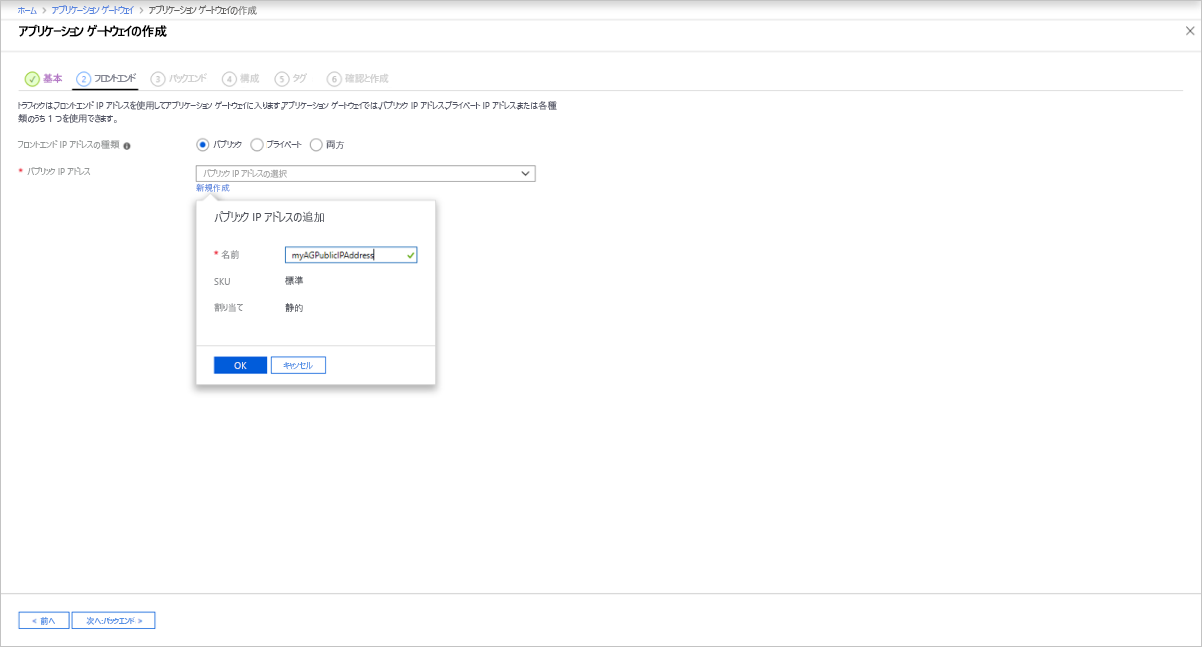 ホーム > アプリケーション ゲートウェイ > アプリケーション ゲートウェイの作成
アプリケーション ゲートウェイの作成
基本 2 フロントエンド 3 バックエンド 4 構成 5 タグ 6 確認と作成
トラフィックはフロントエンド IP アドレスを使用してアプリケーション ゲートウェイに入ります。アプリケーション ゲートウェイでは、パブリック IP アドレス、プライベート IP アドレスまたは各種
類のうち 1 つを使用できます。
フロントエンド IP アドレスの種類 パブリック プライベート 両方
* パブリック IP アドレス パブリック IP アドレスの選択
新規作成
パブリック IP アドレスの追加
* 名前 myAGPublicIPAddress
SKU 標準
割り当て 静的
OK キャンセル
« 前へ 次へ:バックエンド »